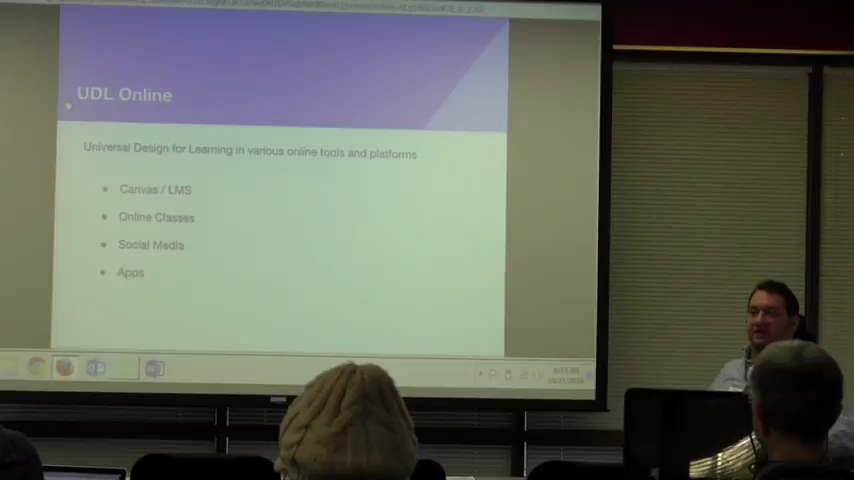 UDL Online
Universal Design for Learning in various online tools and platforms
Canvas / LMS
Online Classes
Social Media
Apps